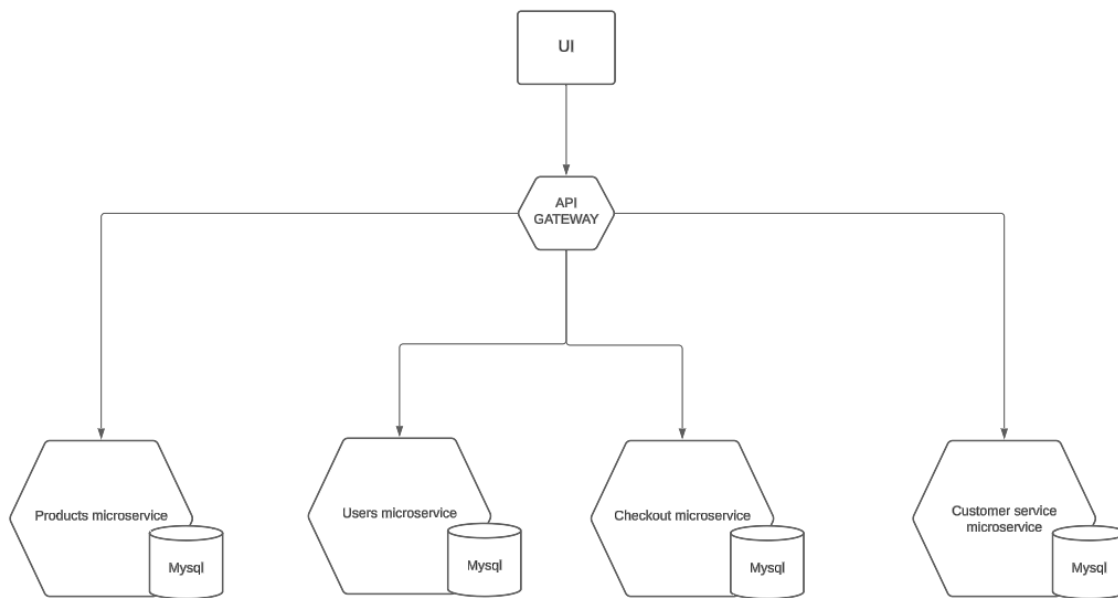 UI
API
GATEWAY
Products microservice
Mysql
Users microservice
Mysql
Checkout microservice
Mysql
Customer service
microservice
Mysql